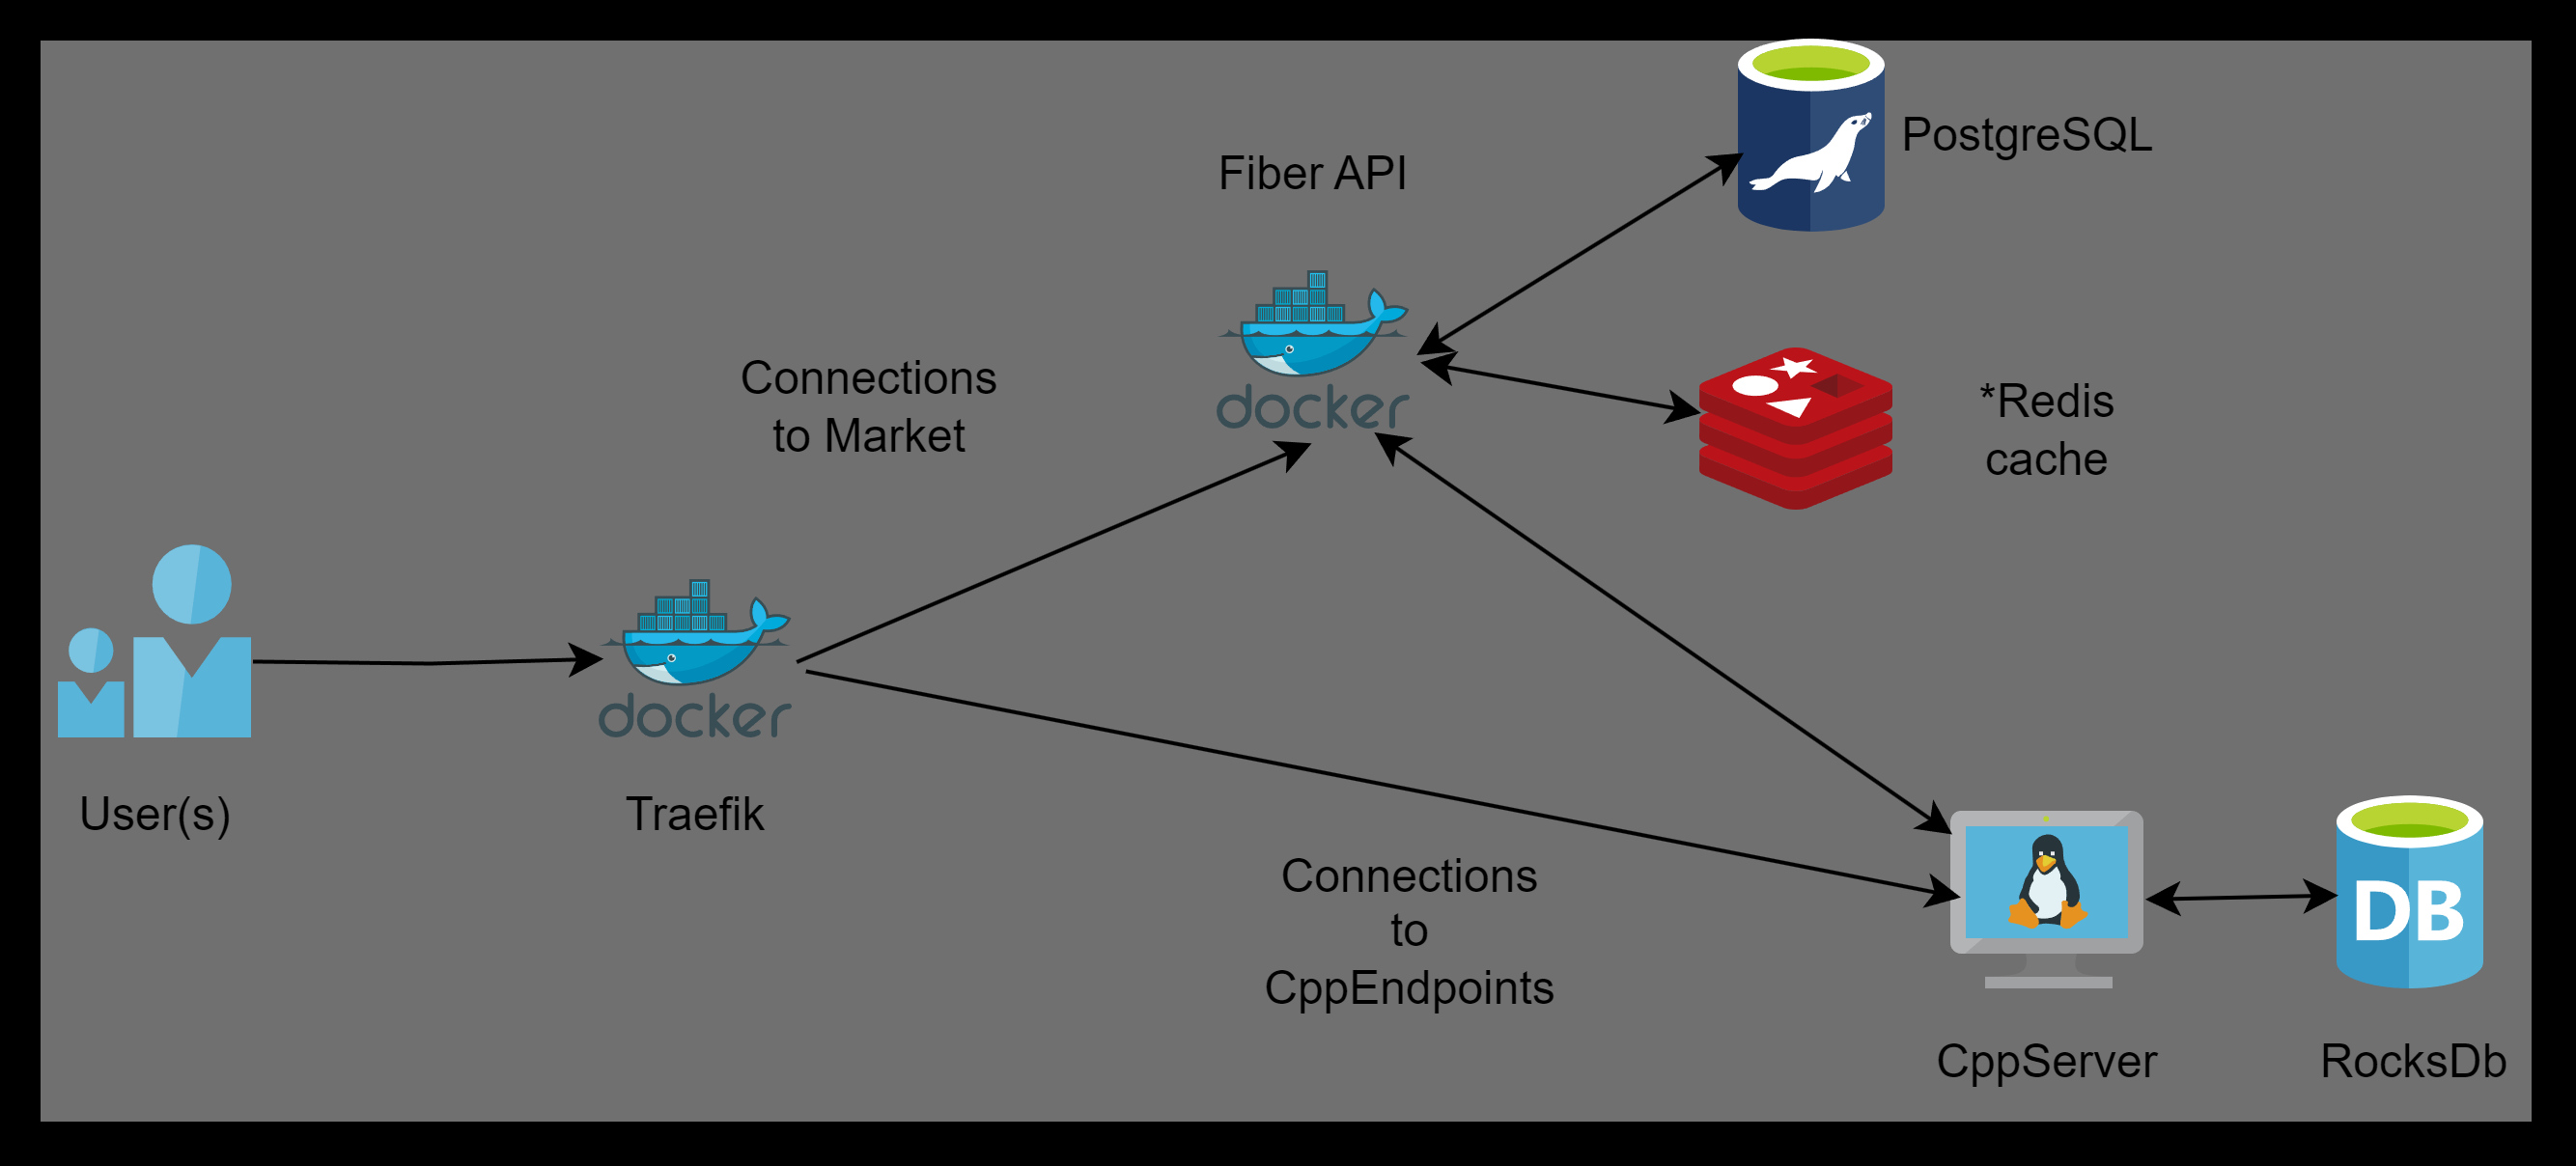 PostgreSQL
Fiber API
Connections
to Market
docker
*Redis
cache
docker
User(s)
Traefik
Connections
to
CppEndpoints
DB
CppServer
RocksDb